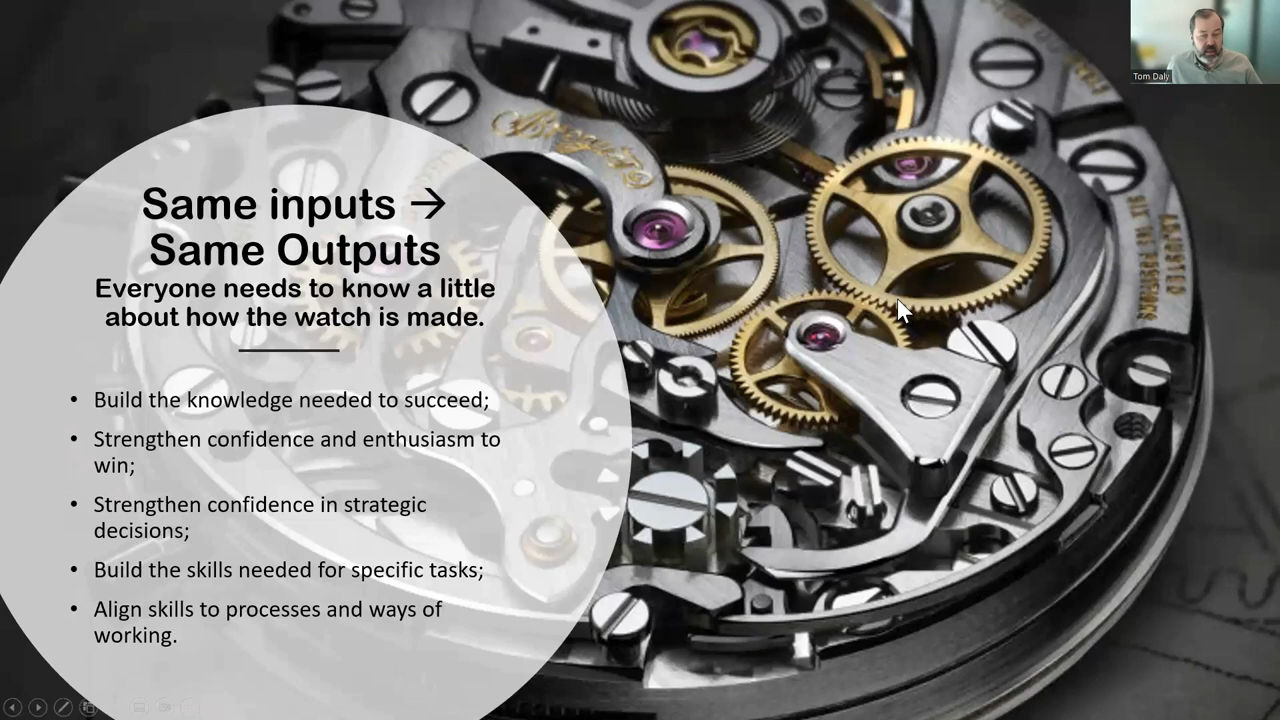 Same inputs →
Same Outputs
Everyone needs to know a little
about how the watch is made.
• Build the knowledge needed to succeed;
• Strengthen confidence and enthusiasm to
win;
• Strengthen confidence in strategic
decisions;
• Build the skills needed for specific tasks;
• Align skills to processes and ways of
working.
Breguet
ADJUSTED
Tom Daly